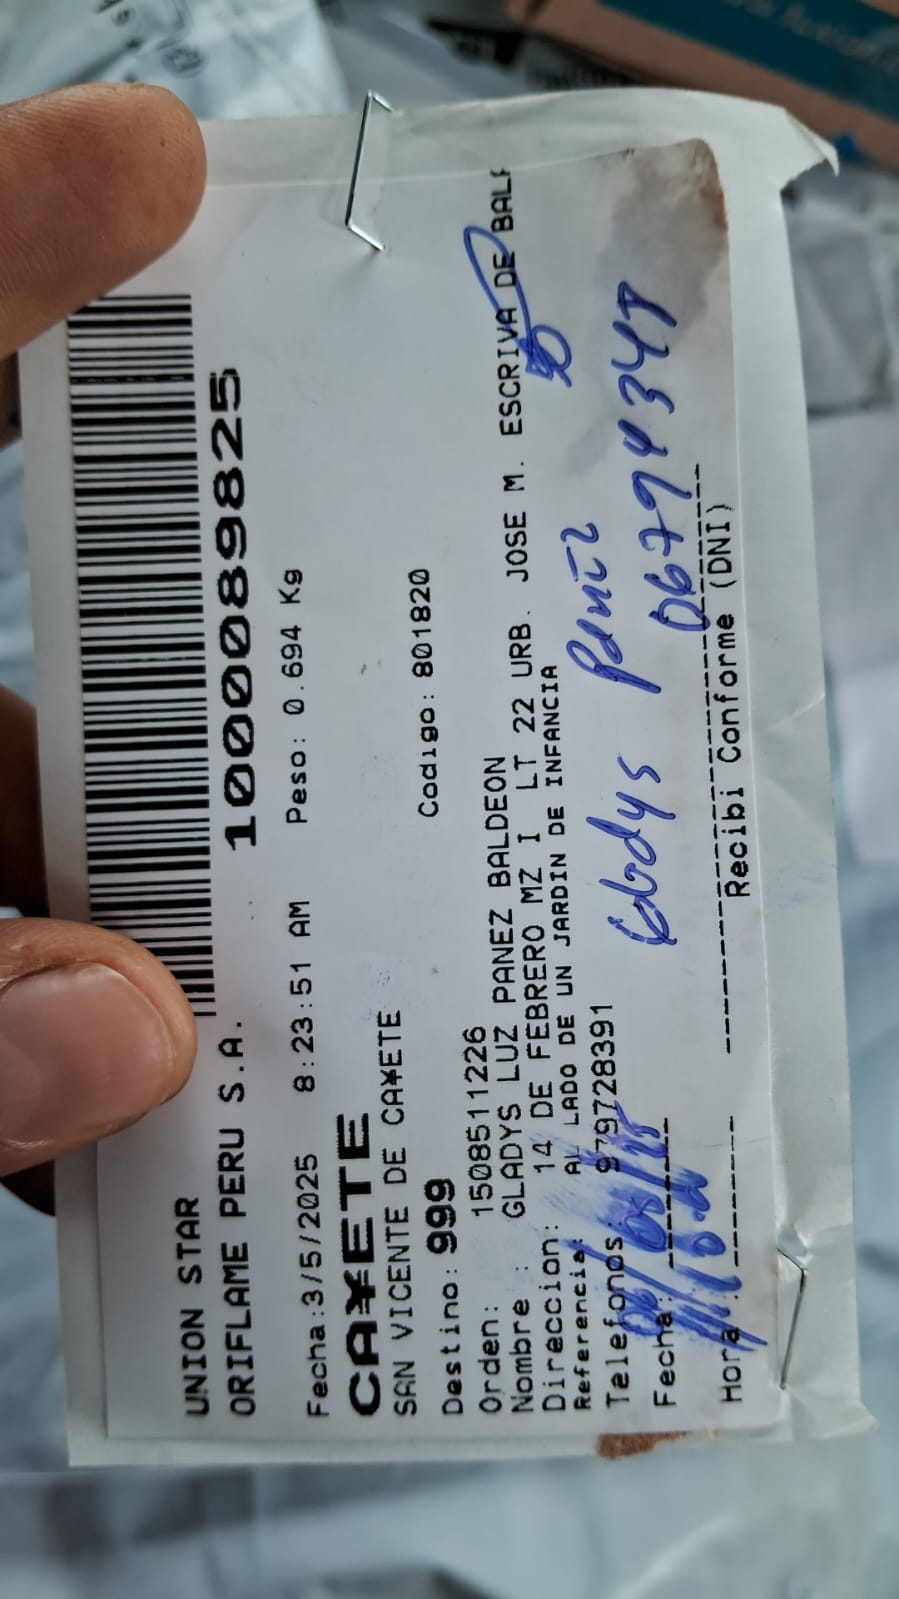 UNION STAR
ORIFLAME PERU S.A. 1000089825
Fecha:3/5/2025 8:23:51 AM Peso: 0.694 Kg
CA¥ETE
SAN VICENTE DE CA¥ETE
Destino: 999 Codigo: 801820
Orden: 1508511226
Nombre : GLADYS LUZ PANEZ BALDEON
Direccion: 14 DE FEBRERO MZ I LT 22 URB. JOSE M. ESCRIVA DE BALA
Referencia: AL LADO DE UN JARDIN DE INFANCIA
Telefonos: 979728391
Gladys Panez
Fecha:
Hora:
Recibi Conforme (DNI)